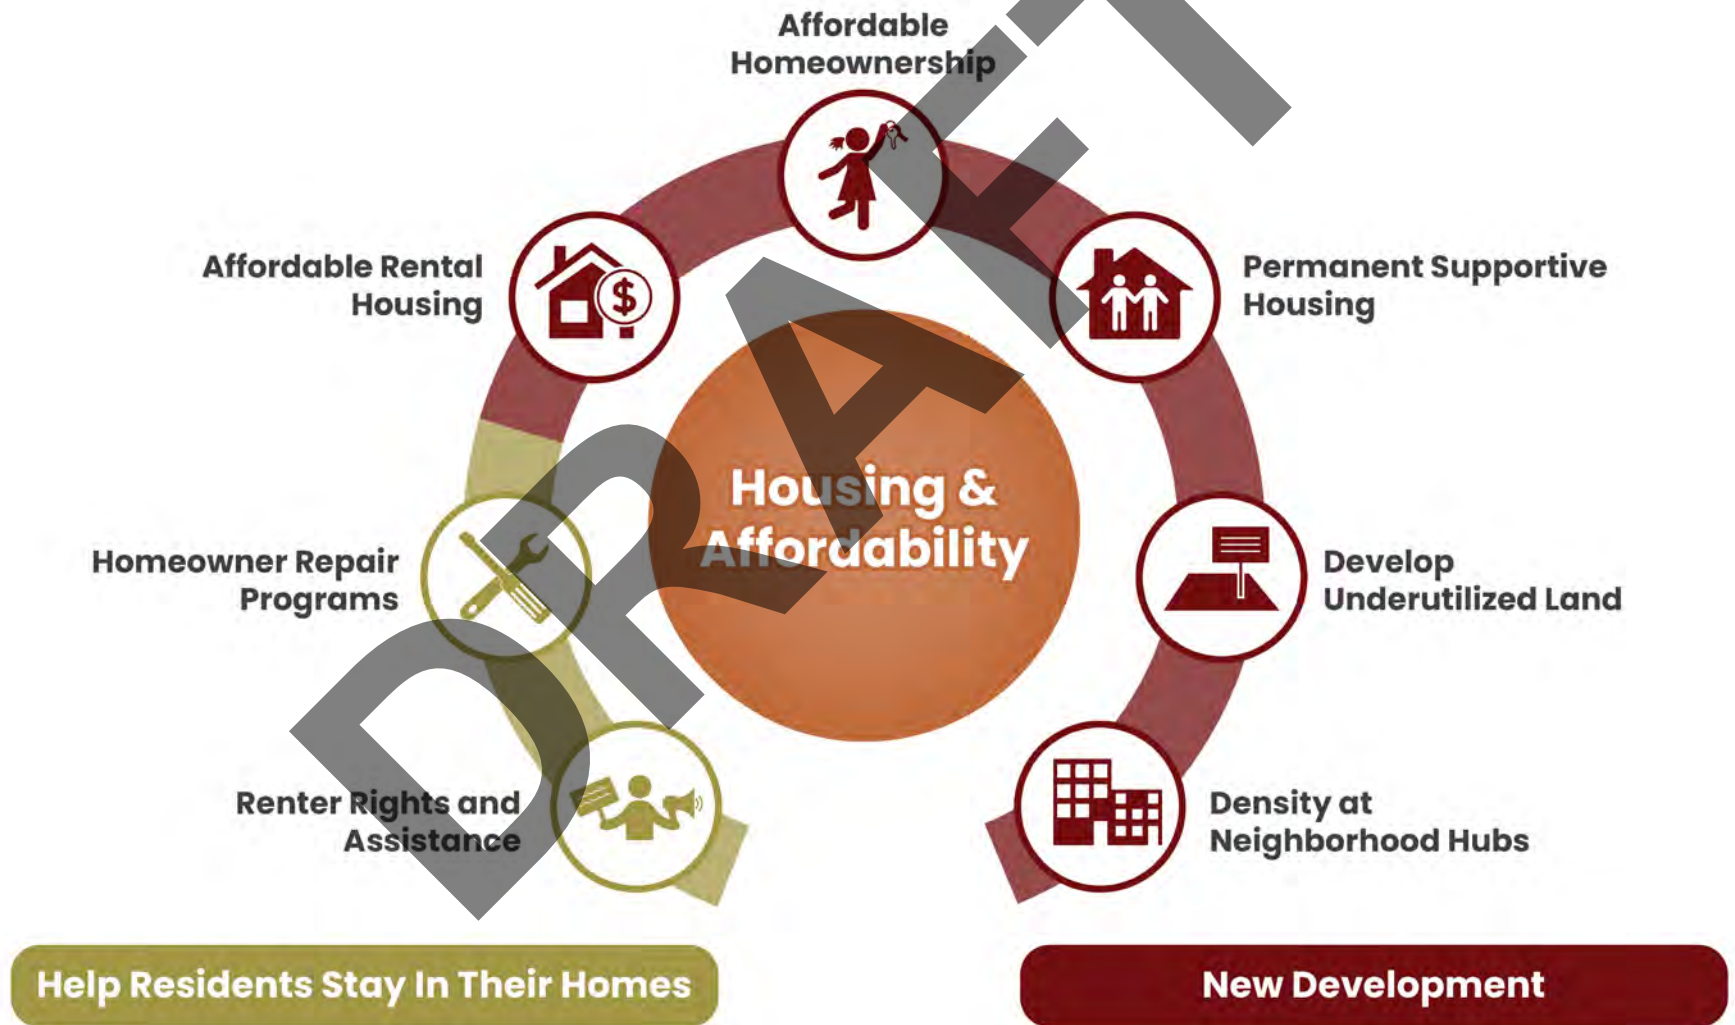 Affordable
Homeownership
Affordable Rental
Housing
$
Permanent Supportive
Housing
Housing &
Affordability
Homeowner Repair
Programs
Develop
Underutilized Land
Renter Rights and
Assistance
Density at
Neighborhood Hubs
Help Residents Stay In Their Homes
New Development
DRAFT